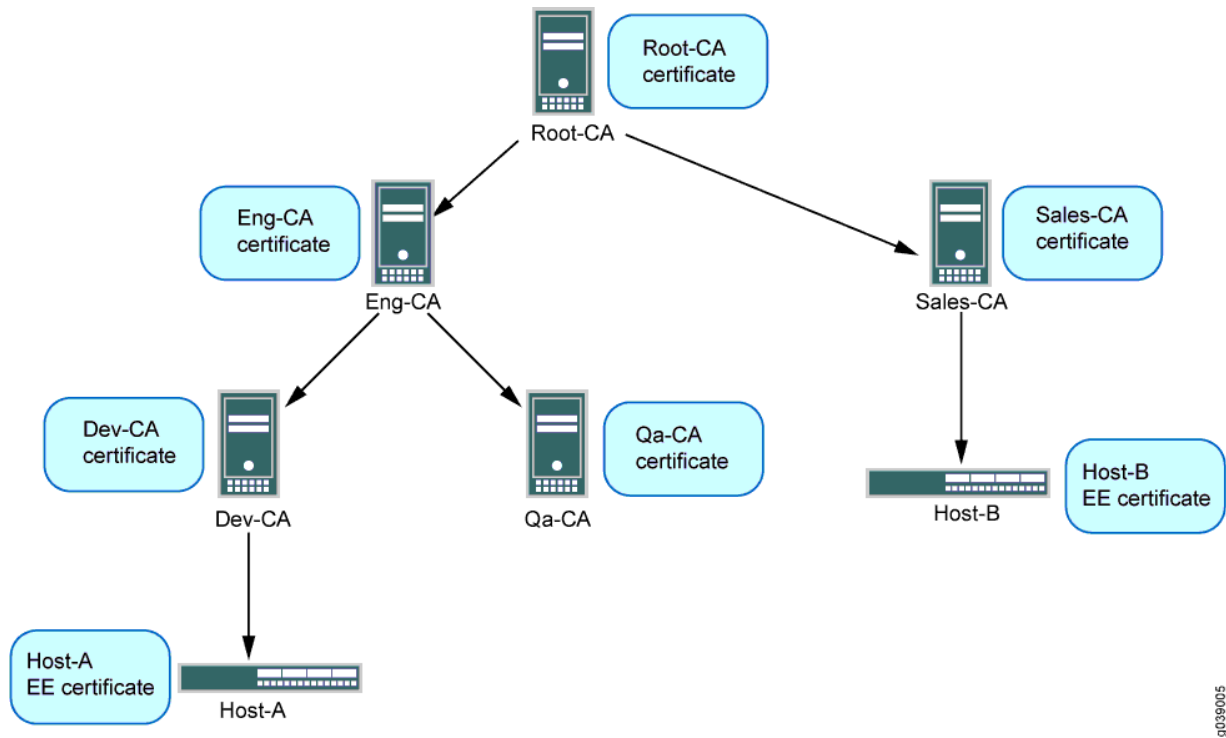 Root-CA
certificate
Root-CA
Eng-CA
certificate
Eng-CA
Sales-CA
certificate
Sales-CA
Dev-CA
certificate
Dev-CA
Qa-CA
certificate
Qa-CA
Host-B
EE certificate
Host-B
Host-A
EE certificate
Host-A
g039005